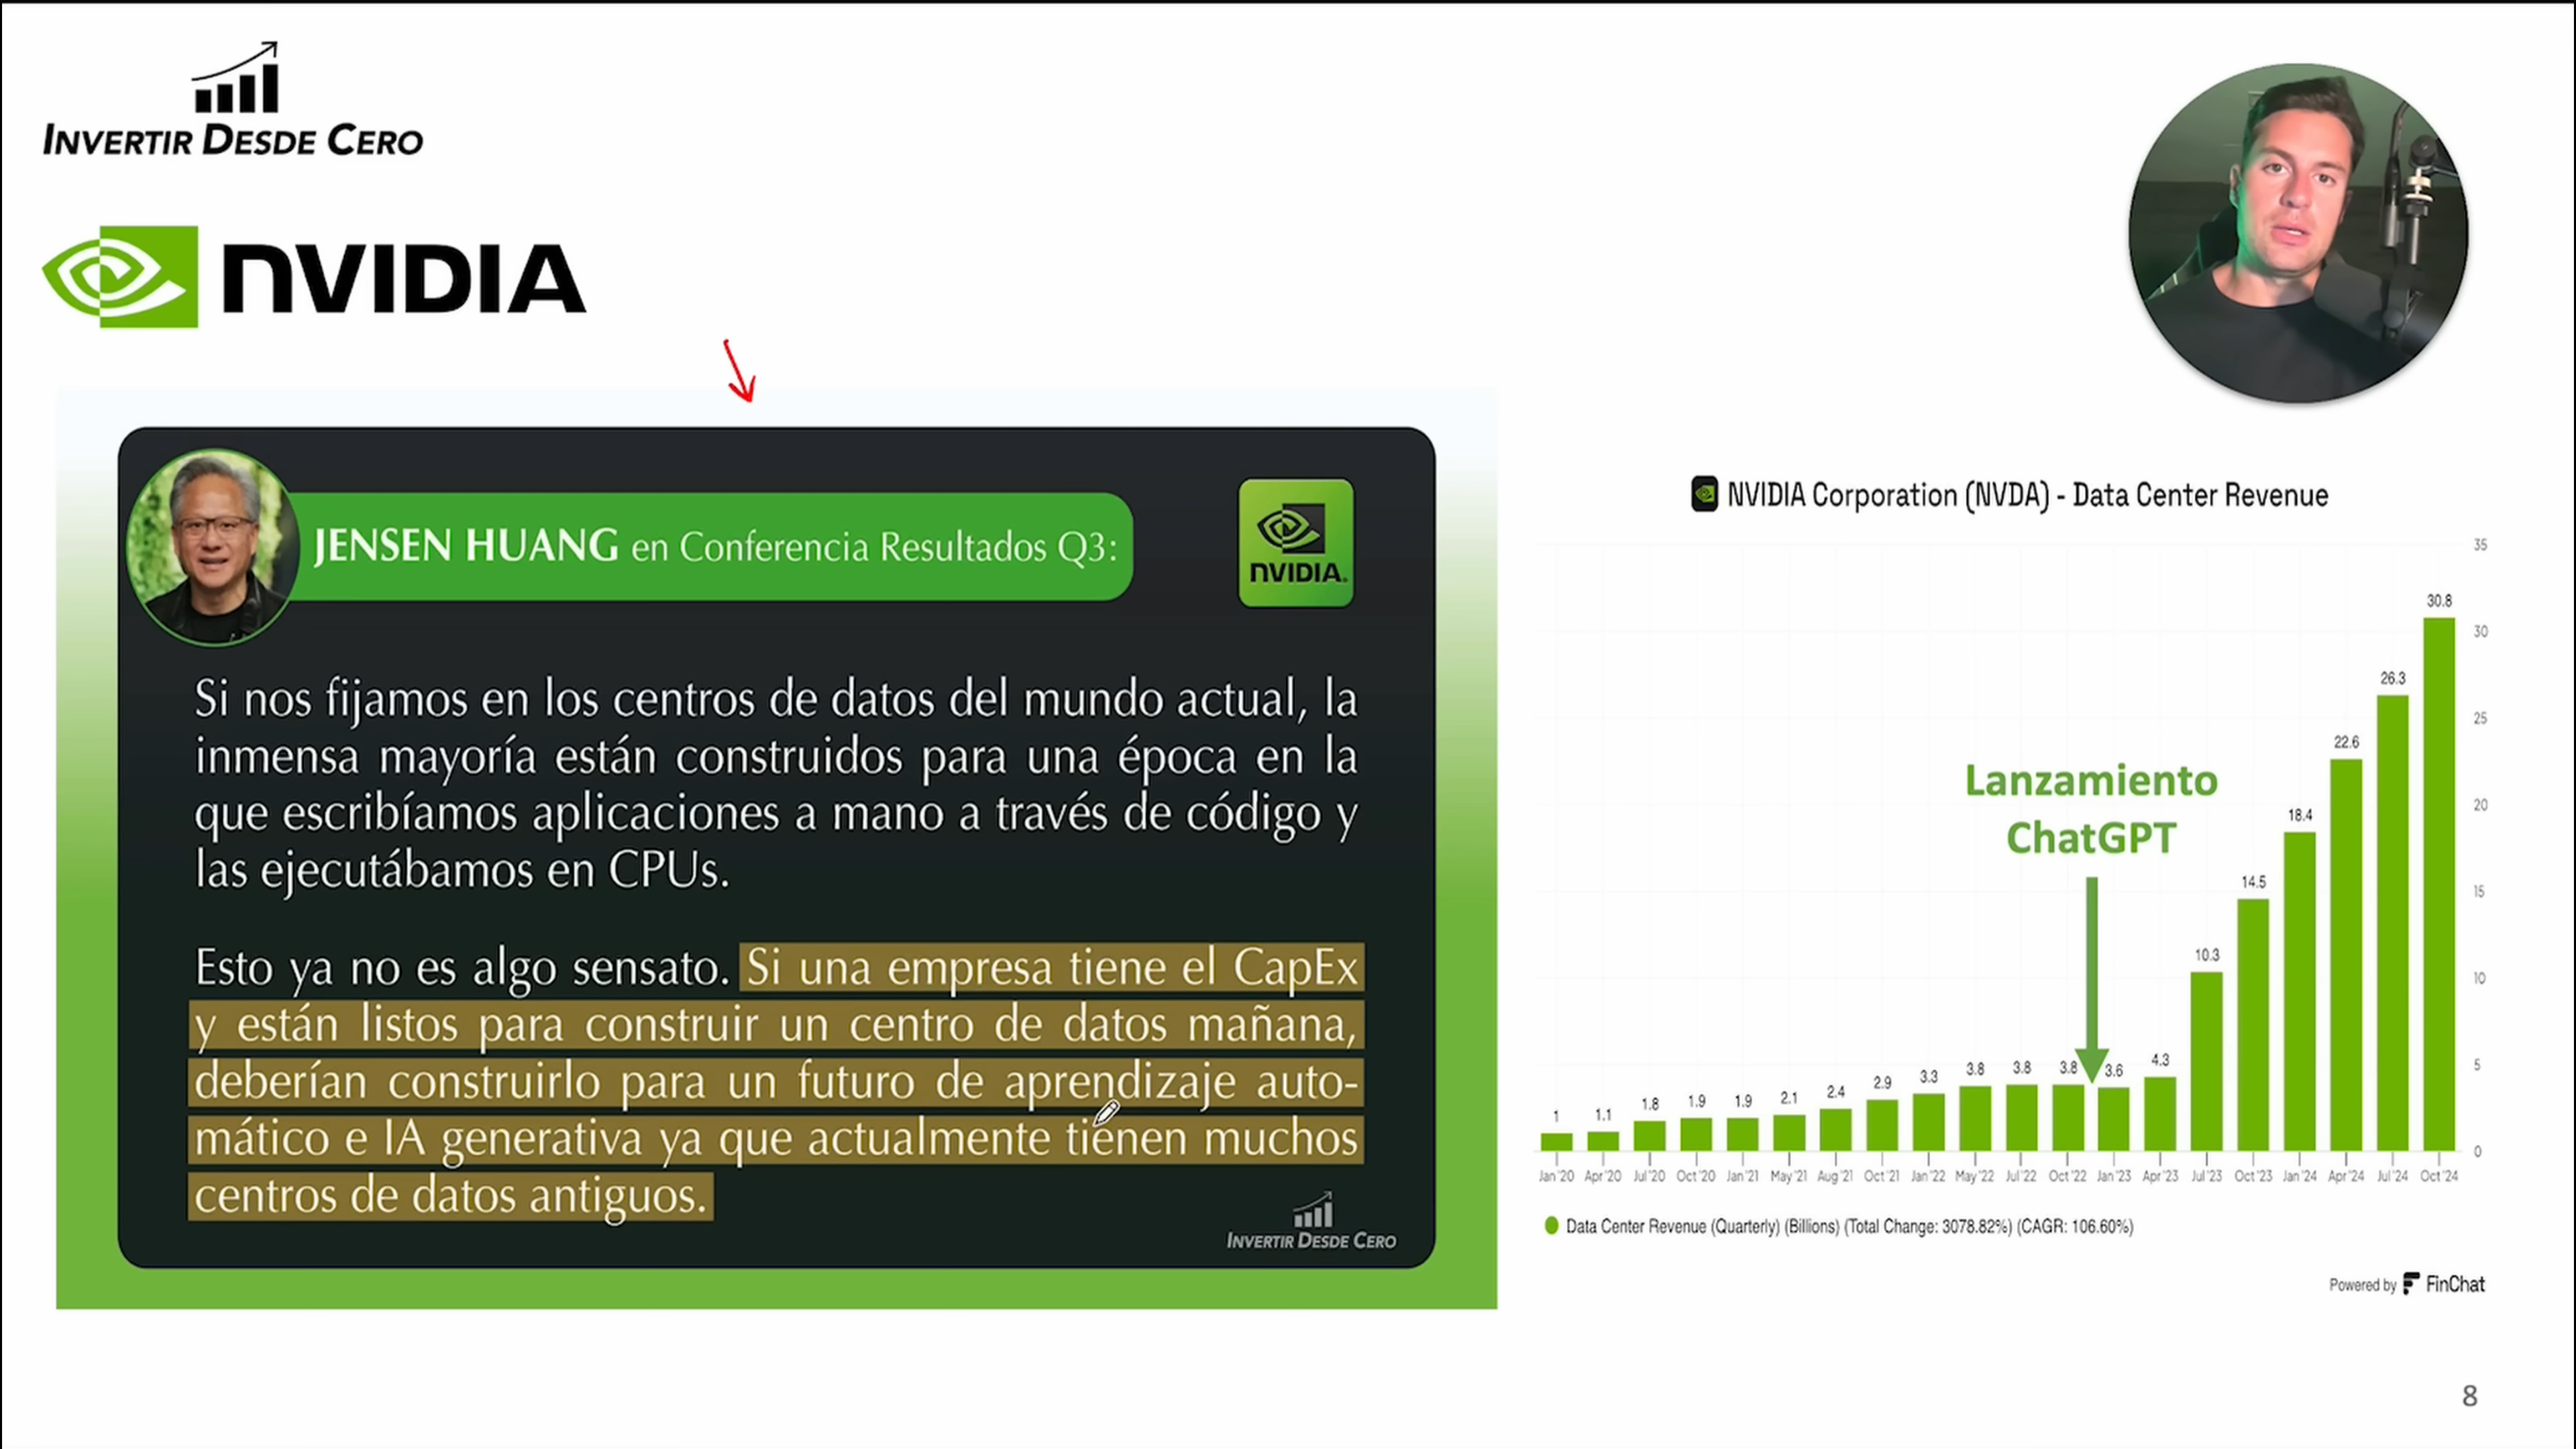 INVERTIR DESDE CERO
NVIDIA
JENSEN HUANG en Conferencia Resultados Q3:
NVIDIA.
Si nos fijamos en los centros de datos del mundo actual, la
inmensa mayoría están construidos para una época en la
que escribíamos aplicaciones a mano a través de código y
las ejecutábamos en CPUs.
Esto ya no es algo sensato. Si una empresa tiene el CapEx
y están listos para construir un centro de datos mañana,
deberían construirlo para un futuro de aprendizaje auto-
mático e IA generativa ya que actualmente tienen muchos
centros de datos antiguos.
INVERTIR DESDE CERO
NVIDIA Corporation (NVDA) - Data Center Revenue
35
30
25
20
15
10
5
0
Lanzamiento
ChatGPT
1 1.1 1.8 1.9 1.9 2.1 2.4 2.9 3.3 3.8 3.8 3.8 3.6 4.3 10.3 14.5 18.4 22.6 26.3 30.8
Jan '20 Apr '20 Jul '20 Oct '20 Jan '21 May '21 Aug '21 Oct '21 Jan '22 May '22 Jul '22 Oct '22 Jan '23 Apr '23 Jul '23 Oct '23 Jan '24 Apr '24 Jul '24 Oct '24
Data Center Revenue (Quarterly) (Billions) (Total Change: 3078.82%) (CAGR: 106.60%)
Powered by FinChat
8